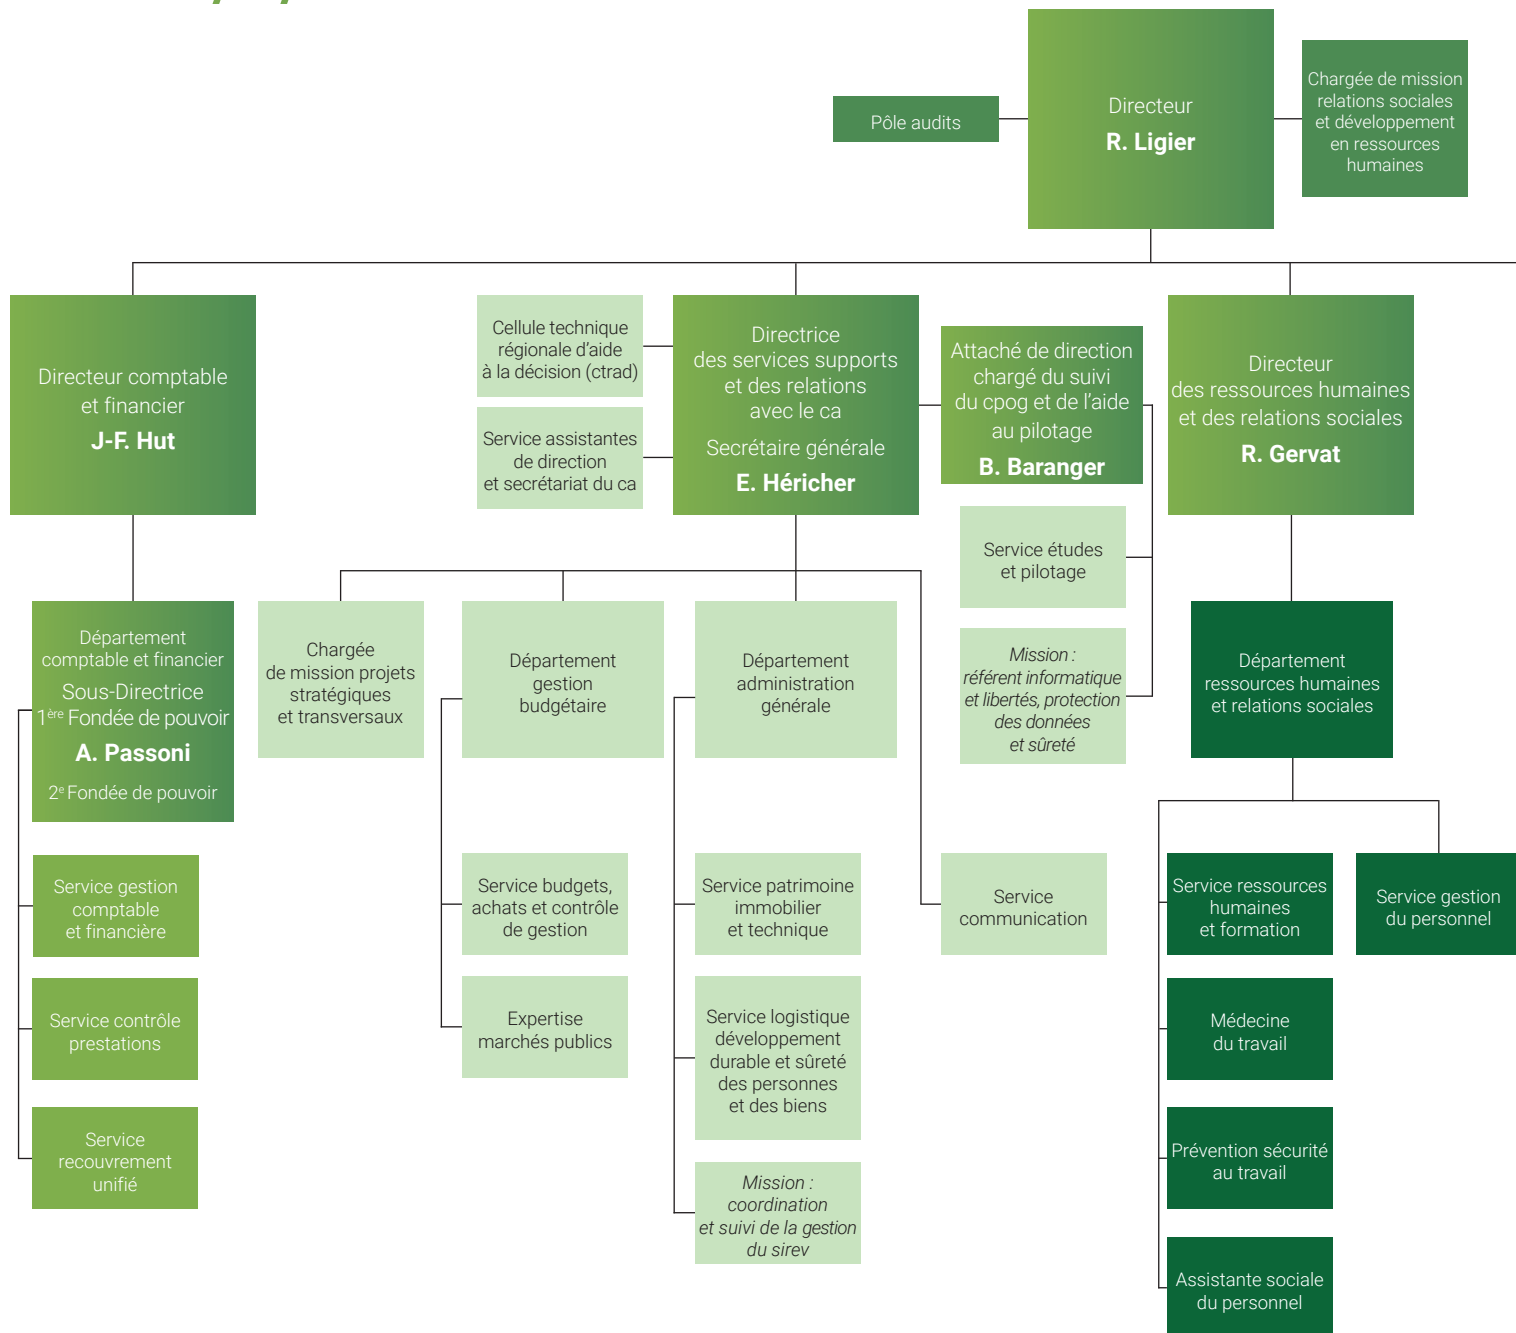 Pôle audits
Directeur
R. Ligier
Chargée de mission
relations sociales
et développement
en ressources
humaines
Directeur comptable
et financier
J-F. Hut
Cellule technique
régionale d'aide
à la décision (ctrad)
Service assistantes
de direction
et secrétariat du ca
Directrice
des services supports
et des relations
avec le ca
Secrétaire générale
E. Héricher
Attaché de direction
chargé du suivi
du cpog et de l'aide
au pilotage
B. Baranger
Directeur
des ressources humaines
et des relations sociales
R. Gervat
Service études
et pilotage
Mission :
référent informatique
et libertés, protection
des données
et sûreté
Département
comptable et financier
Sous-Directrice
1ère Fondée de pouvoir
A. Passoni
2e Fondée de pouvoir
Chargée
de mission projets
stratégiques
et transversaux
Département
gestion
budgétaire
Département
administration
générale
Département
ressources humaines
et relations sociales
Service gestion
comptable
et financière
Service contrôle
prestations
Service
recouvrement
unifié
Service budgets,
achats et contrôle
de gestion
Expertise
marchés publics
Service patrimoine
immobilier
et technique
Service logistique
développement
durable et sûreté
des personnes
et des biens
Mission :
coordination
et suivi de la gestion
du sirev
Service
communication
Service ressources
humaines
et formation
Service gestion
du personnel
Médecine
du travail
Prévention sécurité
au travail
Assistante sociale
du personnel